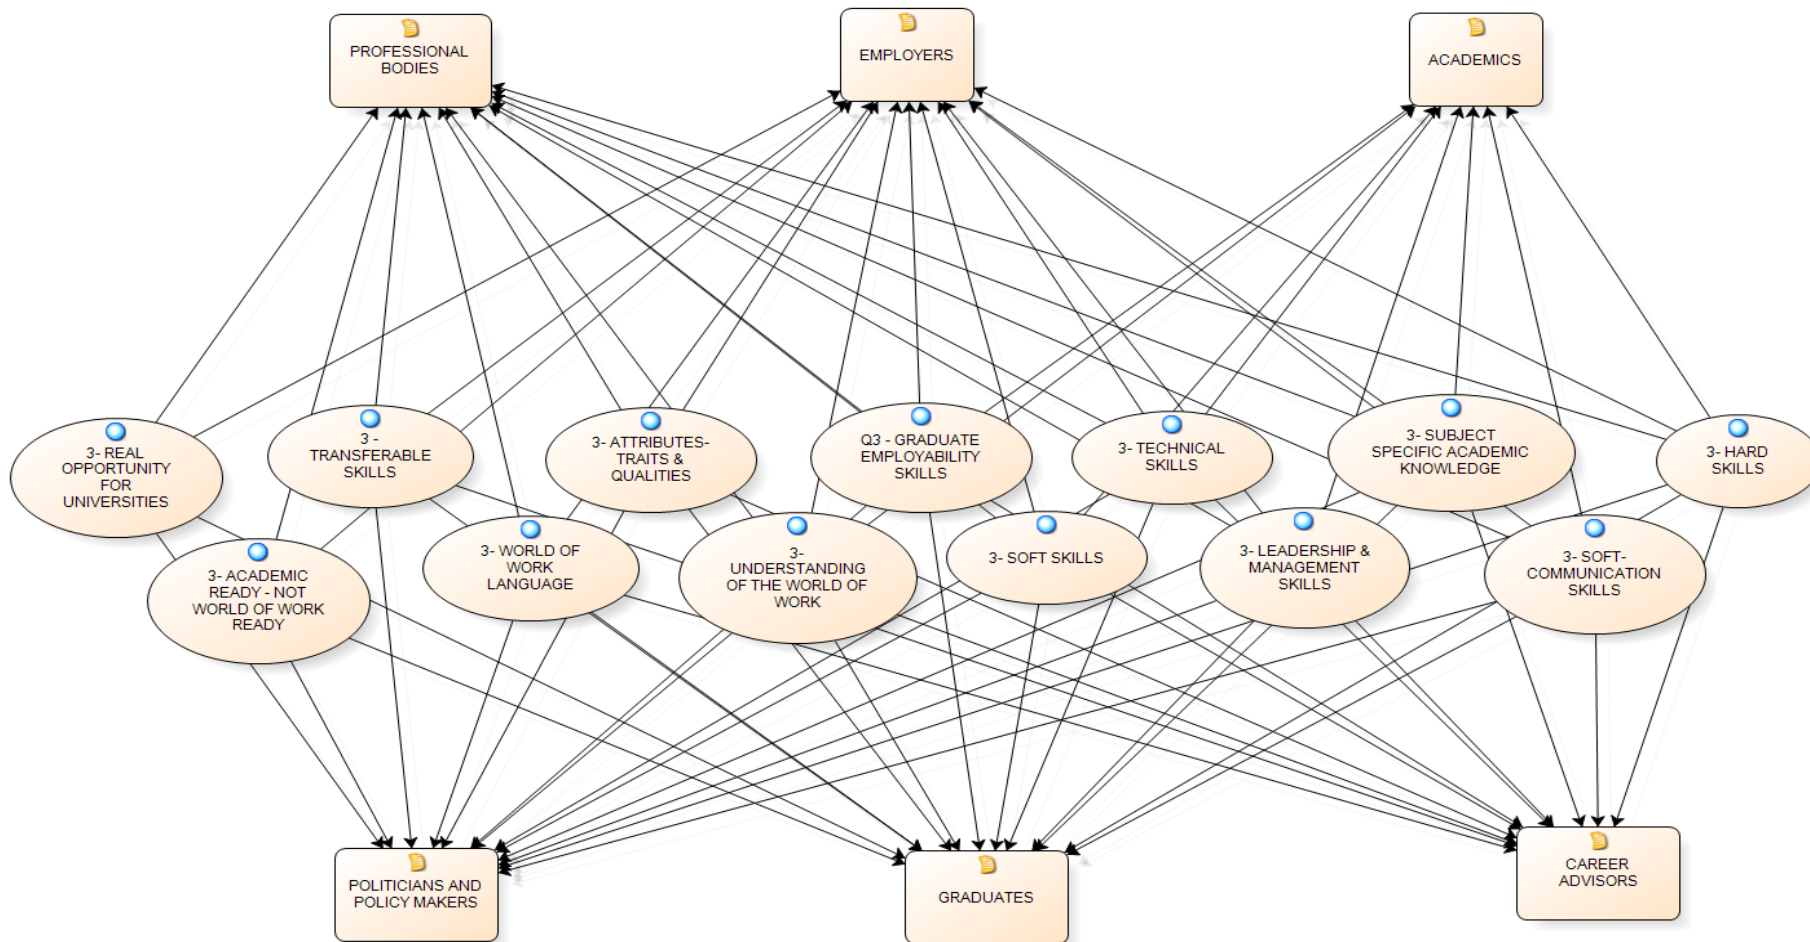 PROFESSIONAL
BODIES
EMPLOYERS
ACADEMICS
3- REAL
OPPORTUNITY
FOR
UNIVERSITIES
3 -
TRANSFERABLE
SKILLS
3- ATTRIBUTES-
TRAITS &
QUALITIES
Q3 - GRADUATE
EMPLOYABILITY
SKILLS
3- TECHNICAL
SKILLS
3- SUBJECT
SPECIFIC ACADEMIC
KNOWLEDGE
3- HARD
SKILLS
3- ACADEMIC
READY - NOT
WORLD OF WORK
READY
3- WORLD OF
WORK
LANGUAGE
3-
UNDERSTANDING
OF THE WORLD OF
WORK
3- SOFT SKILLS
3- LEADERSHIP &
MANAGEMENT
SKILLS
3- SOFT-
COMMUNICATION
SKILLS
POLITICIANS AND
POLICY MAKERS
GRADUATES
CAREER
ADVISORS